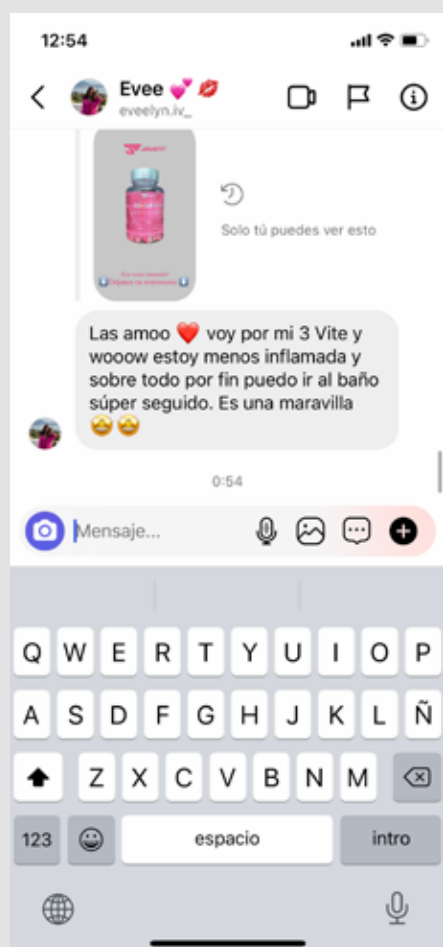 12:54
Evee 💕 💋
eveelyn.iv_
Solo tú puedes ver esto
Las amoo ❤️ voy por mi 3 Vite y
wooow estoy menos inflamada y
sobre todo por fin puedo ir al baño
súper seguido. Es una maravilla
🤩 🤩
0:54
Mensaje...
Q W E R T Y U I O P
A S D F G H J K L Ñ
Z X C V B N M
123 espacio intro